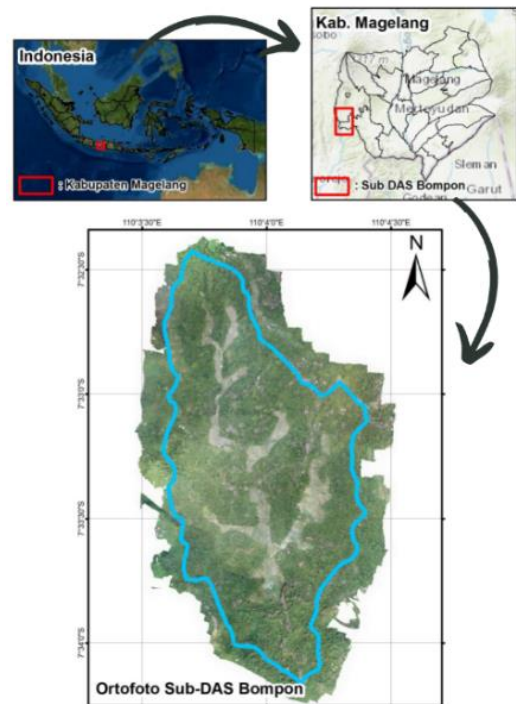 Indonesia
: Kabupaten Magelang
Kab. Magelang
Magelang
Mertoyudan
Sleman
Garut
: Sub DAS Bompon
110°3'30"E
110°4'0"E
110°4'30"E
N
7°32'30"S
7°33'0"S
7°33'30"S
7°34'0"S
Ortofoto Sub-DAS Bompon